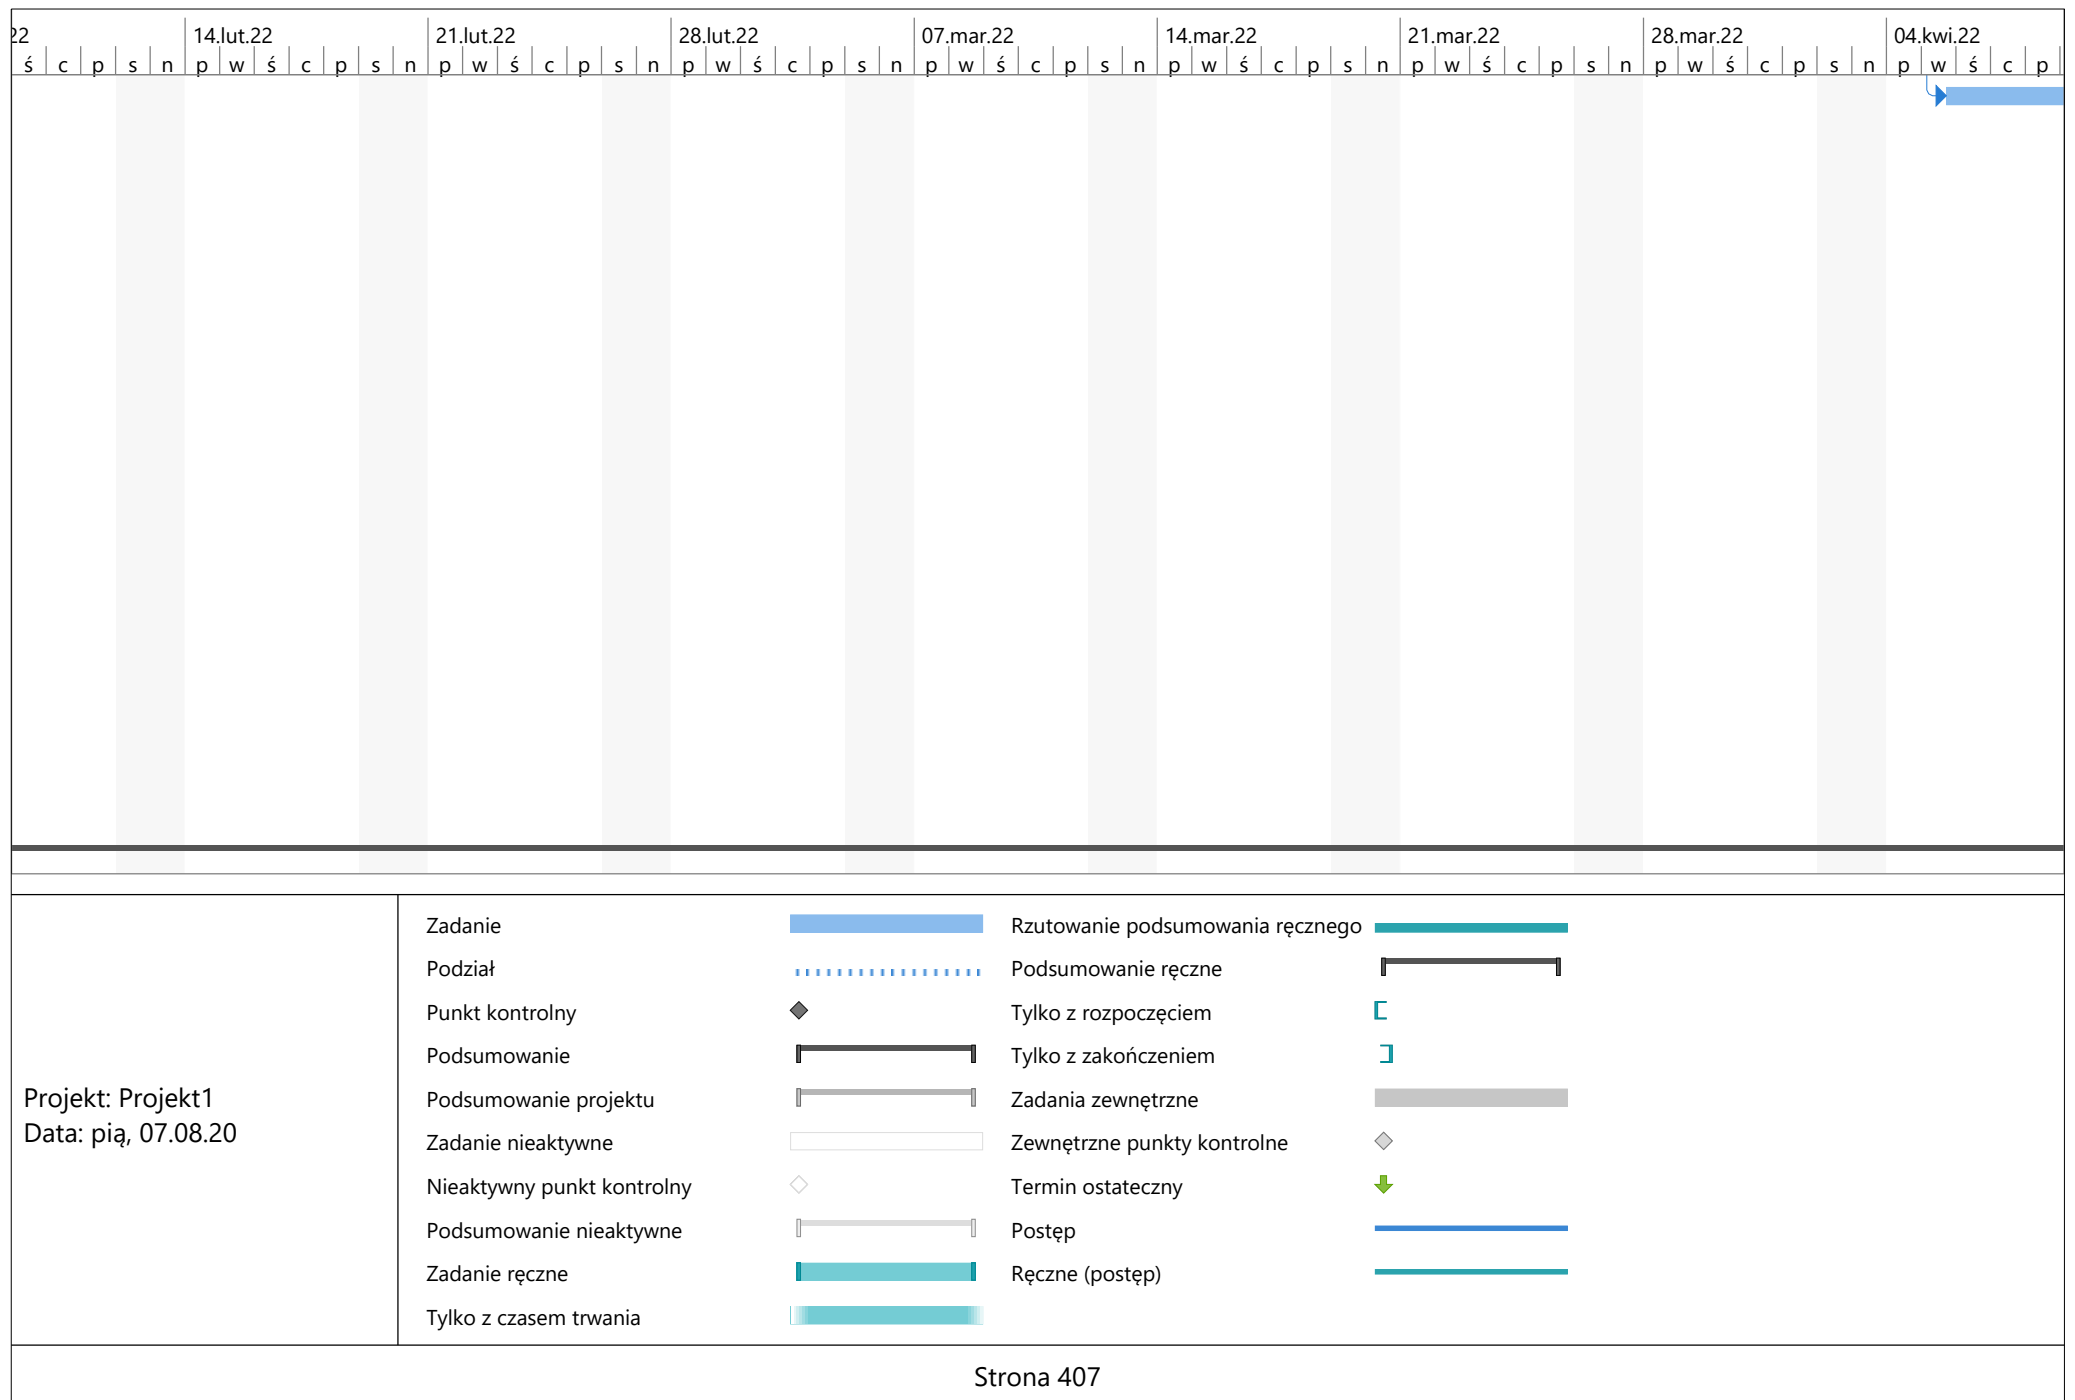 22 14.lut.22 21.lut.22 28.lut.22 07.mar.22 14.mar.22 21.mar.22 28.mar.22 04.kwi.22
ś c p s n p w ś c p s n p w ś c p s n p w ś c p s n p w ś c p s n p w ś c p s n p w ś c p s n p w ś c p s n p w ś c p
Zadanie
Podział
Punkt kontrolny
Podsumowanie
Podsumowanie projektu
Zadanie nieaktywne
Nieaktywny punkt kontrolny
Podsumowanie nieaktywne
Zadanie ręczne
Tylko z czasem trwania
Rzutowanie podsumowania ręcznego
Podsumowanie ręczne
Tylko z rozpoczęciem
Tylko z zakończeniem
Zadania zewnętrzne
Zewnętrzne punkty kontrolne
Termin ostateczny
Postęp
Ręczne (postęp)
Projekt: Projekt1
Data: pią, 07.08.20
Strona 407